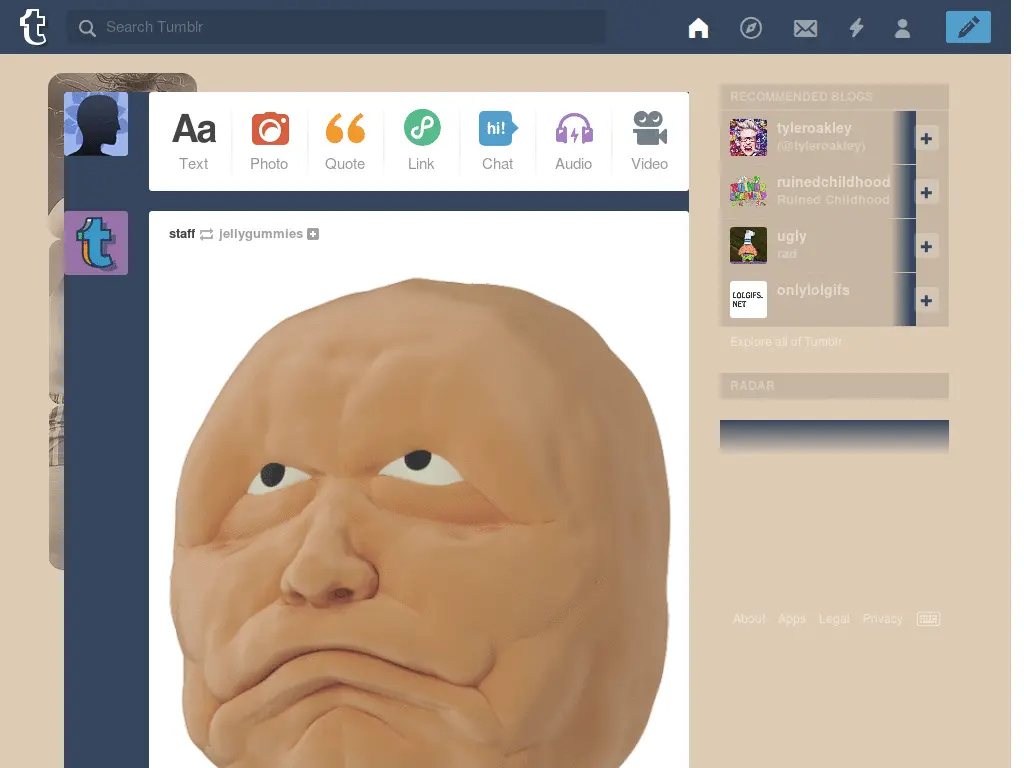 Search Tumblr
Aa
hi!
Text
Photo
Quote
Link
Chat
Audio
Video
staff jellygummies
RECOMMENDED BLOGS
tyleroakley
(@tyleroakley)
ruinedchildhood
Ruined Childhood
ugly
rad
LOLGIFS.
NET
onlylolgifs
Explore all of Tumblr
RADAR
About Apps Legal Privacy